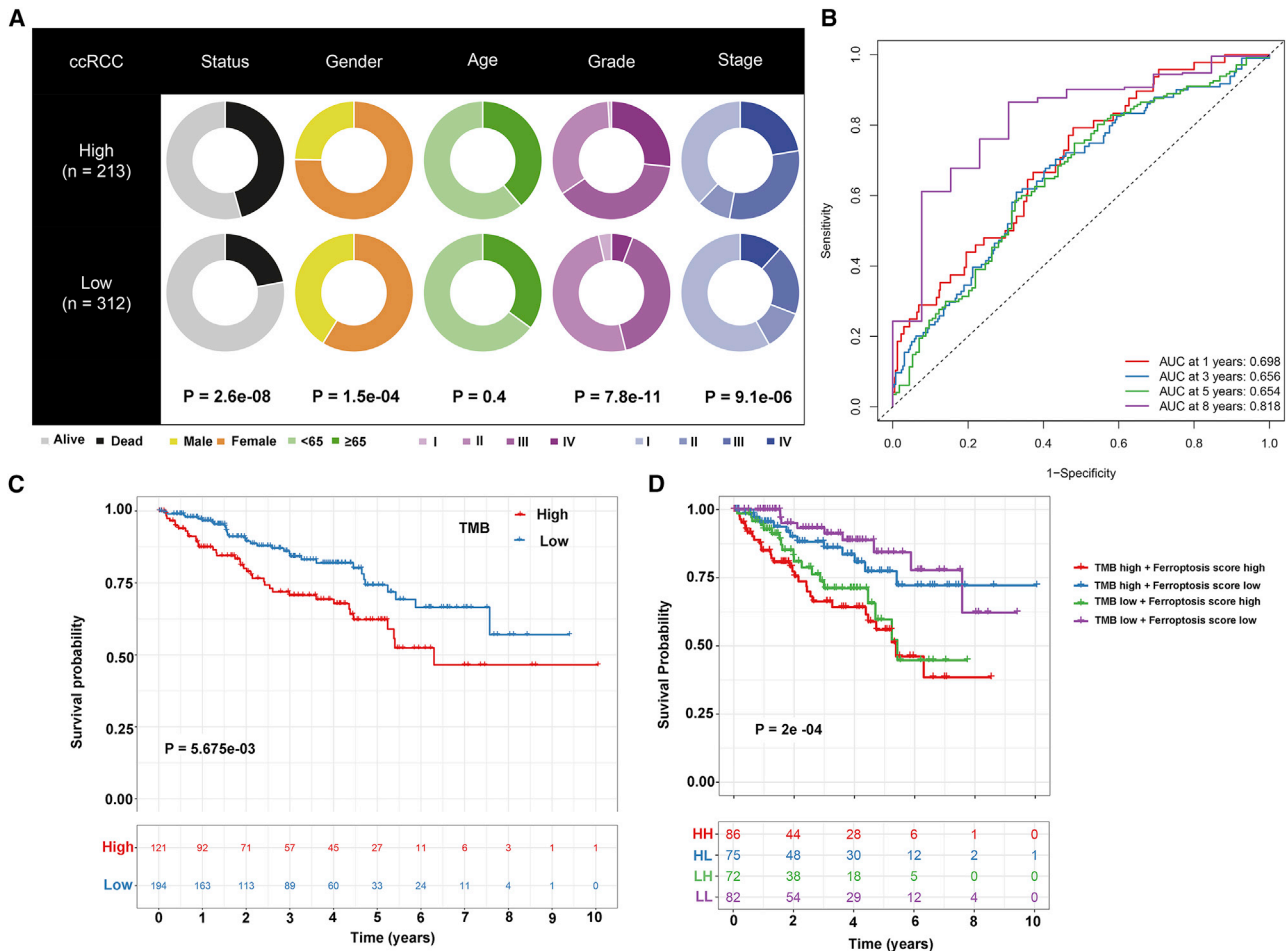 A
ccRCC Status Gender Age Grade Stage
High
(n = 213)
Low
(n = 312)
P = 2.6e-08 P = 1.5e-04 P = 0.4 P = 7.8e-11 P = 9.1e-06
Alive Dead Male Female <65 ≥65 I II III IV I II III IV
B
Sensitivity
1.0
0.8
0.6
0.4
0.2
0.0
AUC at 1 years: 0.698
AUC at 3 years: 0.656
AUC at 5 years: 0.654
AUC at 8 years: 0.818
0.0 0.2 0.4 0.6 0.8 1.0
1-Specificity
C
Survival probability
1.00
0.75
0.50
0.25
0.00
TMB
High
Low
P = 5.675e-03
High 121 92 71 57 45 27 11 6 3 1 1
Low 194 163 113 89 60 33 24 11 4 1 0
0 1 2 3 4 5 6 7 8 9 10
Time (years)
D
Suvival Probability
1.00
0.75
0.50
0.25
0.00
P = 2e -04
TMB high + Ferroptosis score high
TMB high + Ferroptosis score low
TMB low + Ferroptosis score high
TMB low + Ferroptosis score low
HH 86 44 28 6 1 0
HL 75 48 30 12 2 1
LH 72 38 18 5 0 0
LL 82 54 29 12 4 0
0 2 4 6 8 10
Time (years)